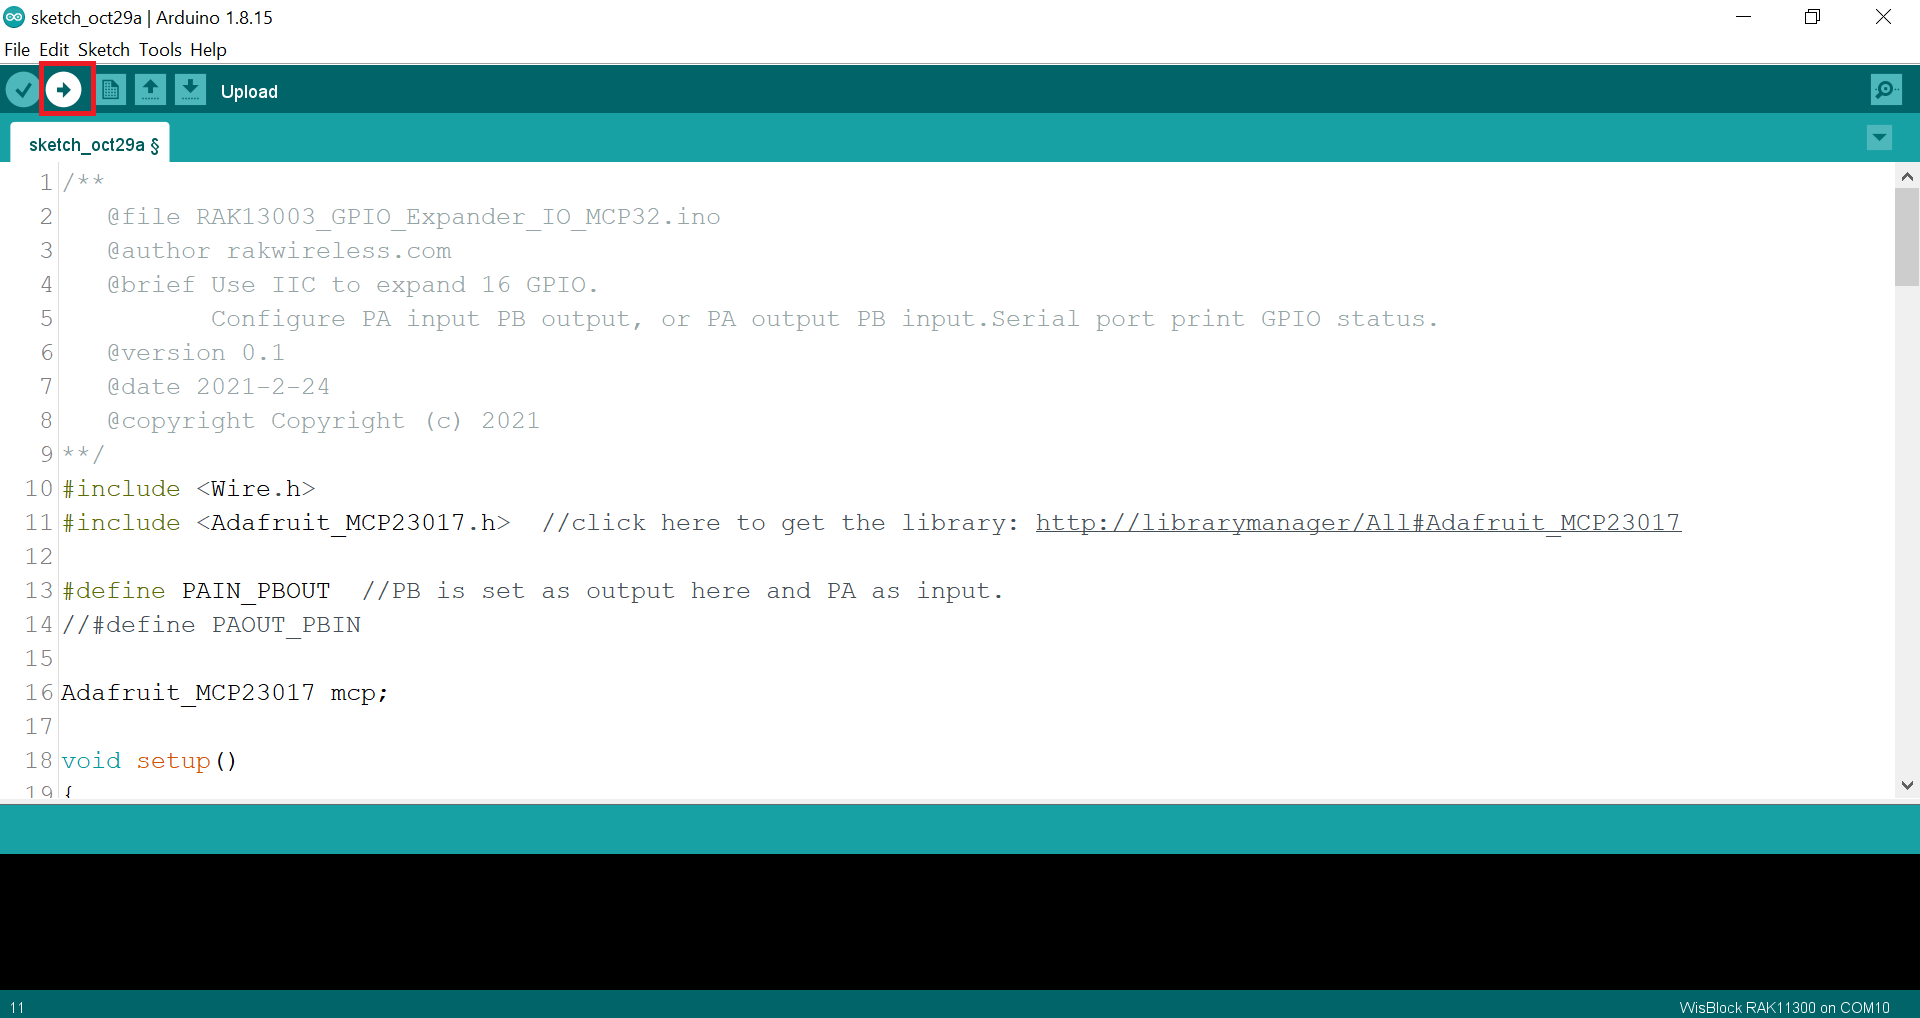 sketch_oct29a | Arduino 1.8.15
File Edit Sketch Tools Help
Upload
sketch_oct29a §
1 /**
2 @file RAK13003_GPIO_Expander_IO_MCP32.ino
3 @author rakwireless.com
4 @brief Use IIC to expand 16 GPIO.
5 Configure PA input PB output, or PA output PB input.Serial port print GPIO status.
6 @version 0.1
7 @date 2021-2-24
8 @copyright Copyright (c) 2021
9 **/
10 #include <Wire.h>
11 #include <Adafruit_MCP23017.h>  //click here to get the library: http://librarymanager/All#Adafruit_MCP23017
12
13 #define PAIN_PBOUT  //PB is set as output here and PA as input.
14 //#define PAOUT_PBIN
15
16 Adafruit_MCP23017 mcp;
17
18 void setup()
19 {
11
WisBlock RAK11300 on COM10